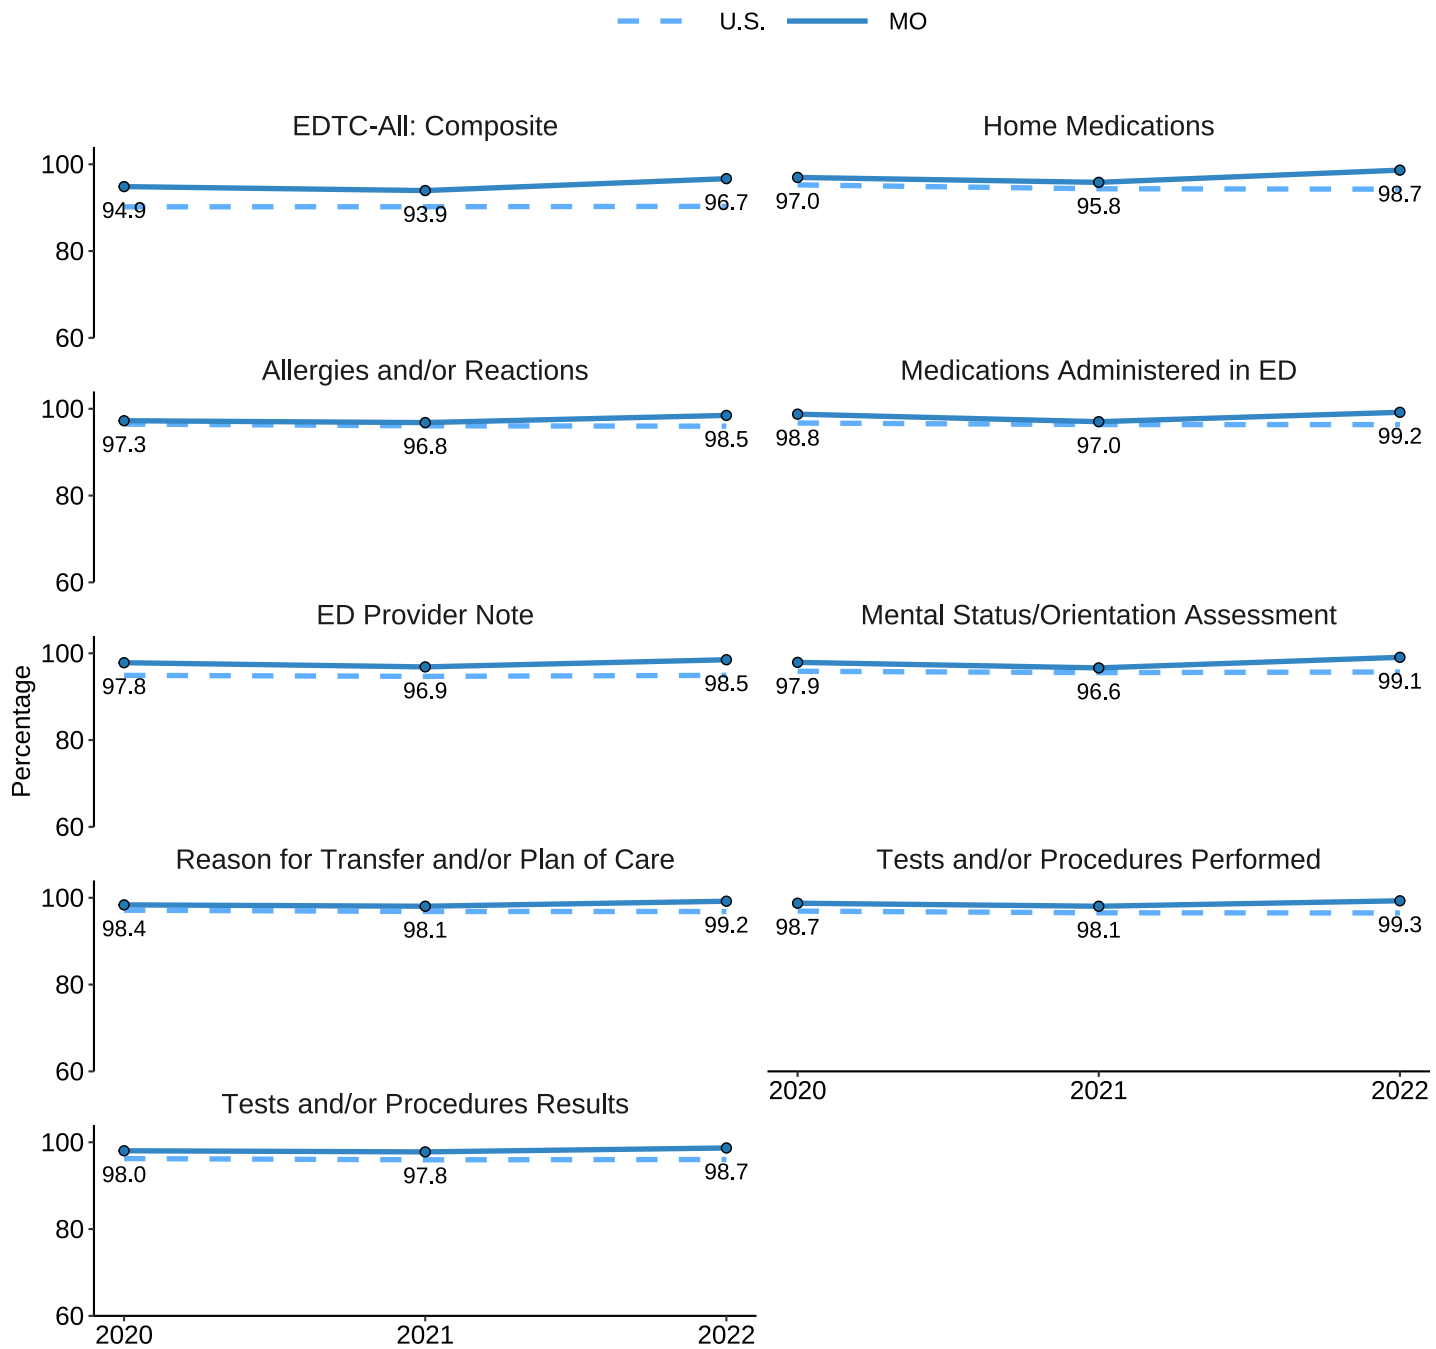 U.S. MO
EDTC-All: Composite
100
80
60
94.9 93.9 96.7
Home Medications
97.0 95.8 98.7
Allergies and/or Reactions
100
80
60
97.3 96.8 98.5
Medications Administered in ED
98.8 97.0 99.2
Percentage
ED Provider Note
100
80
60
97.8 96.9 98.5
Mental Status/Orientation Assessment
97.9 96.6 99.1
Reason for Transfer and/or Plan of Care
100
80
60
98.4 98.1 99.2
Tests and/or Procedures Performed
98.7 98.1 99.3
2020 2021 2022
Tests and/or Procedures Results
100
80
60
98.0 97.8 98.7
2020 2021 2022